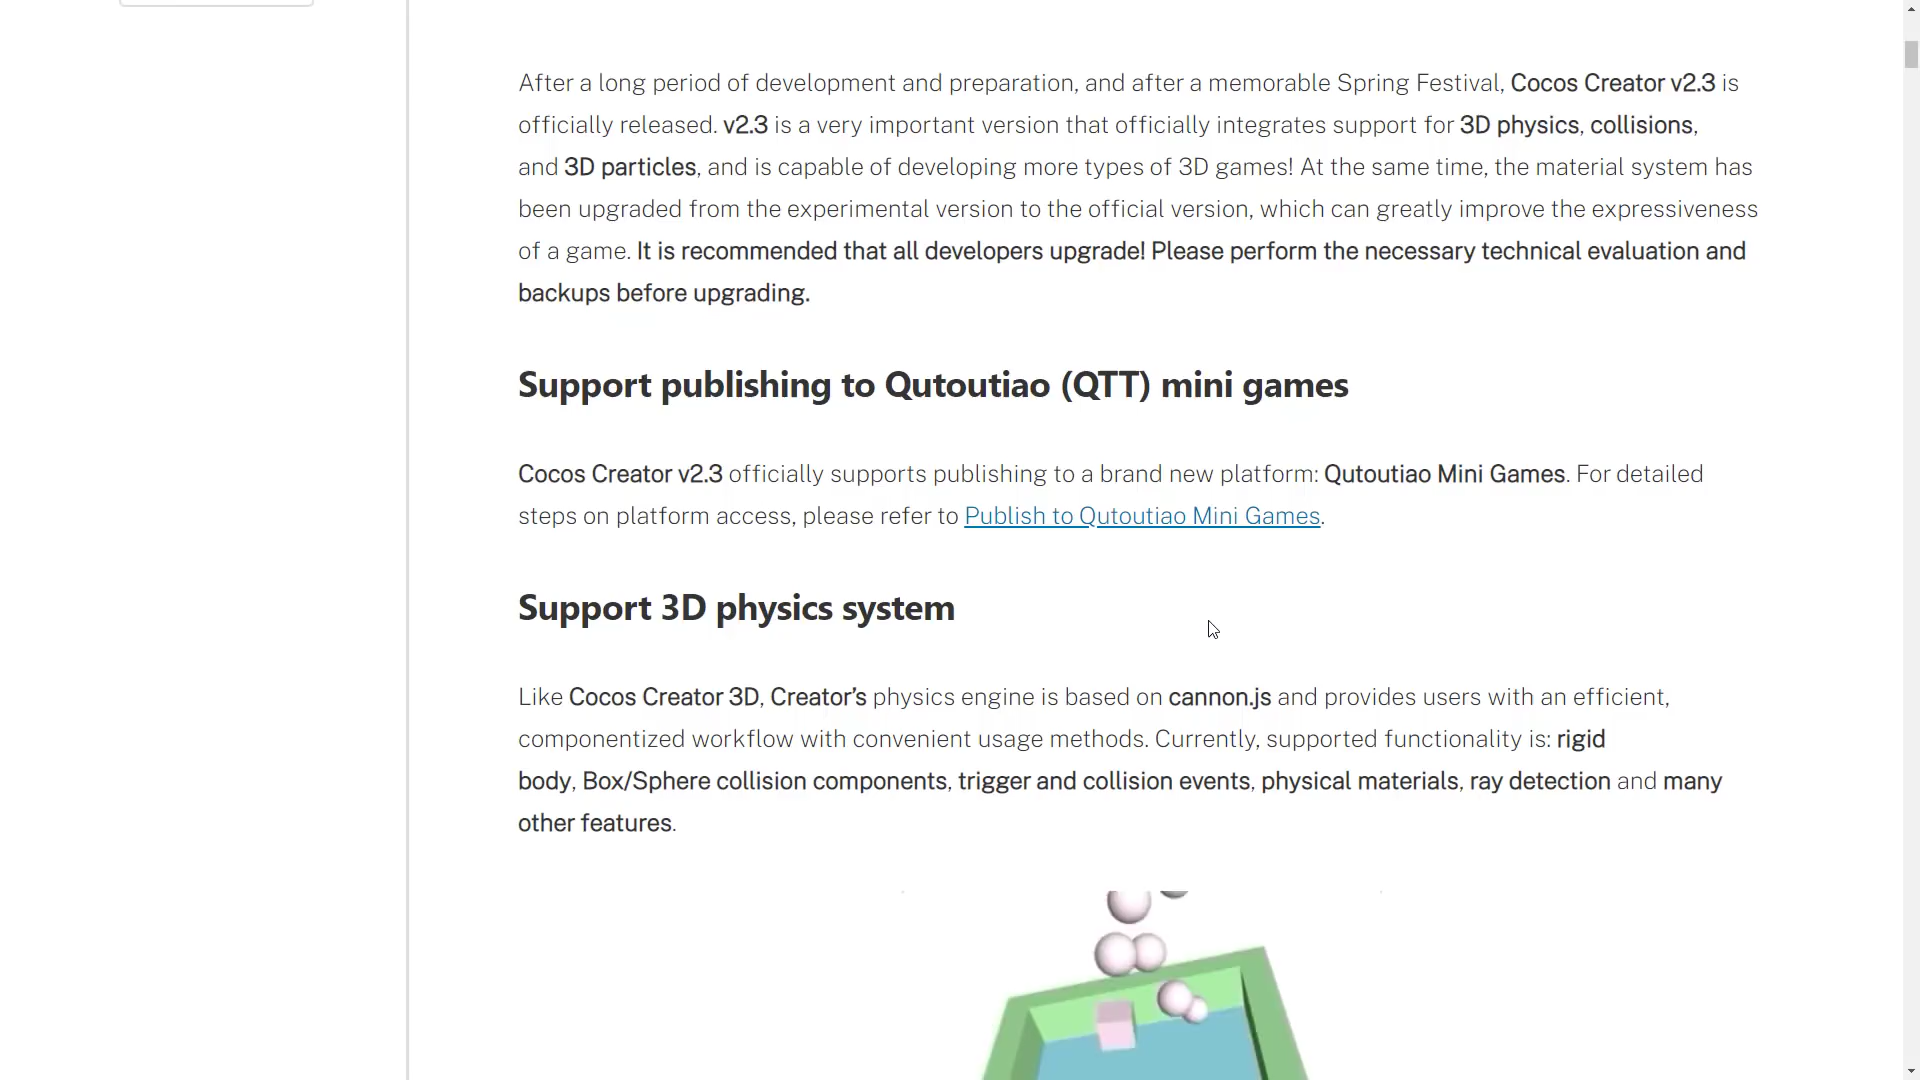 After a long period of development and preparation, and after a memorable Spring Festival, Cocos Creator v2.3 is
officially released. v2.3 is a very important version that officially integrates support for 3D physics, collisions,
and 3D particles, and is capable of developing more types of 3D games! At the same time, the material system has
been upgraded from the experimental version to the official version, which can greatly improve the expressiveness
of a game. It is recommended that all developers upgrade! Please perform the necessary technical evaluation and
backups before upgrading.
Support publishing to Qutoutiao (QTT) mini games
Cocos Creator v2.3 officially supports publishing to a brand new platform: Qutoutiao Mini Games. For detailed
steps on platform access, please refer to Publish to Qutoutiao Mini Games.
Support 3D physics system
Like Cocos Creator 3D, Creator’s physics engine is based on cannon.js and provides users with an efficient,
componentized workflow with convenient usage methods. Currently, supported functionality is: rigid
body, Box/Sphere collision components, trigger and collision events, physical materials, ray detection and many
other features.